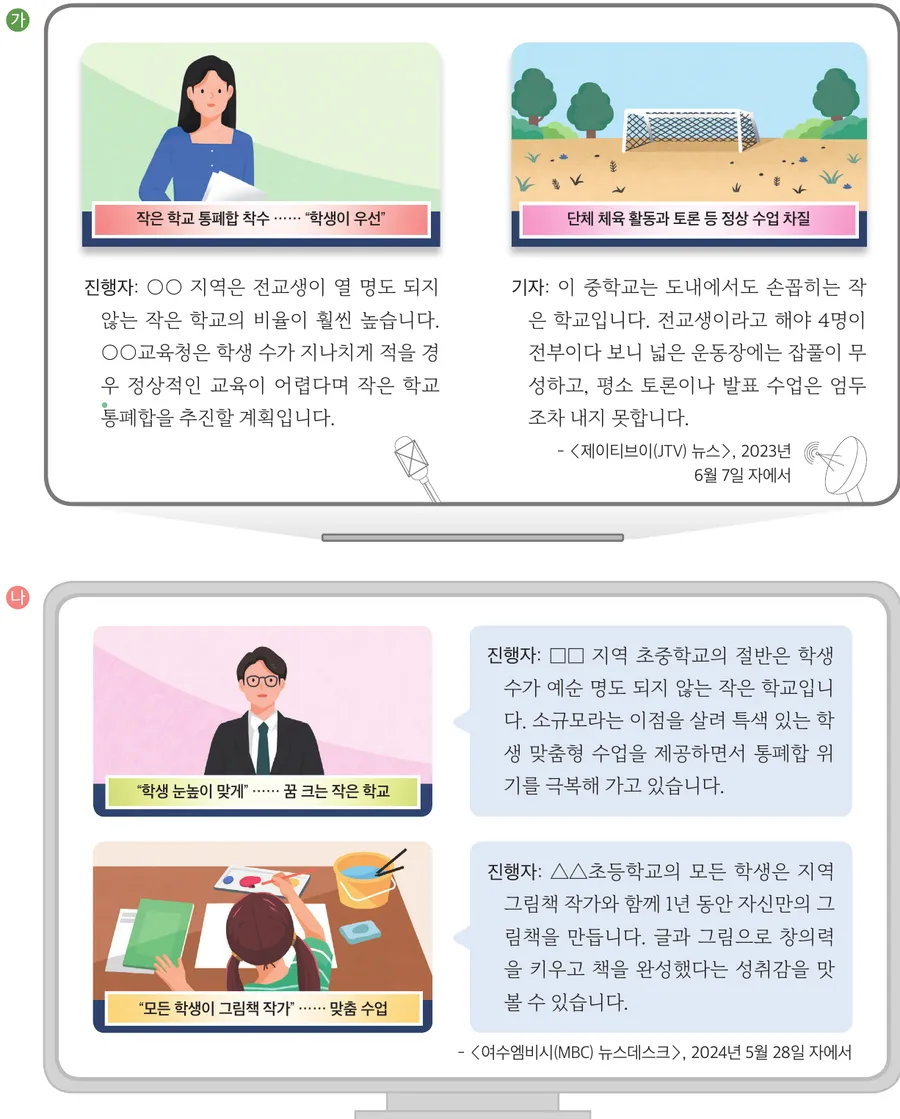 가
작은 학교 통폐합 착수 …… “학생이 우선”
진행자: ○○ 지역은 전교생이 열 명도 되지
않는 작은 학교의 비율이 훨씬 높습니다.
○○교육청은 학생 수가 지나치게 적을 경
우 정상적인 교육이 어렵다며 작은 학교
통폐합을 추진할 계획입니다.
단체 체육 활동과 토론 등 정상 수업 차질
기자: 이 중학교는 도내에서도 손꼽히는 작
은 학교입니다. 전교생이라고 해야 4명이
전부이다 보니 넓은 운동장에는 잡풀이 무
성하고, 평소 토론이나 발표 수업은 엄두
조차 내지 못합니다.
- <제이티브이(JTV) 뉴스>, 2023년
6월 7일 자에서
나
“학생 눈높이 맞게” …… 꿈 크는 작은 학교
진행자: □□ 지역 초중학교의 절반은 학생
수가 예순 명도 되지 않는 작은 학교입니
다. 소규모라는 이점을 살려 특색 있는 학
생 맞춤형 수업을 제공하면서 통폐합 위
기를 극복해 가고 있습니다.
“모든 학생이 그림책 작가” …… 맞춤 수업
진행자: △△초등학교의 모든 학생은 지역
그림책 작가와 함께 1년 동안 자신만의 그
림책을 만듭니다. 글과 그림으로 창의력
을 키우고 책을 완성했다는 성취감을 맛
볼 수 있습니다.
- <여수엠비시(MBC) 뉴스데스크>, 2024년 5월 28일 자에서